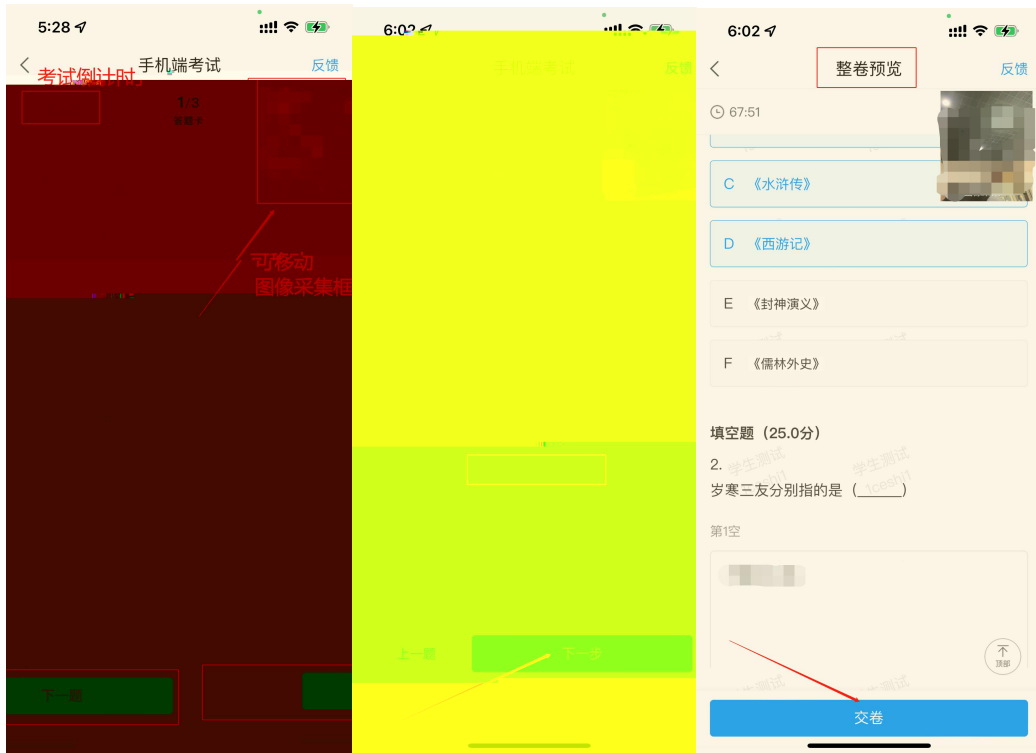 5:28
手机端考试
反馈
考试倒计时
1/3
答题卡
可移动
图像采集框
下一题
6:02
手机端考试
反馈
上一题
下一步
6:02
整卷预览
反馈
67:51
C 《水浒传》
D 《西游记》
E 《封神演义》
F 《儒林外史》
填空题（25.0分）
2.
岁寒三友分别指的是（_____）
学生测试
1ceshi1
学生测试
第1空
顶部
交卷